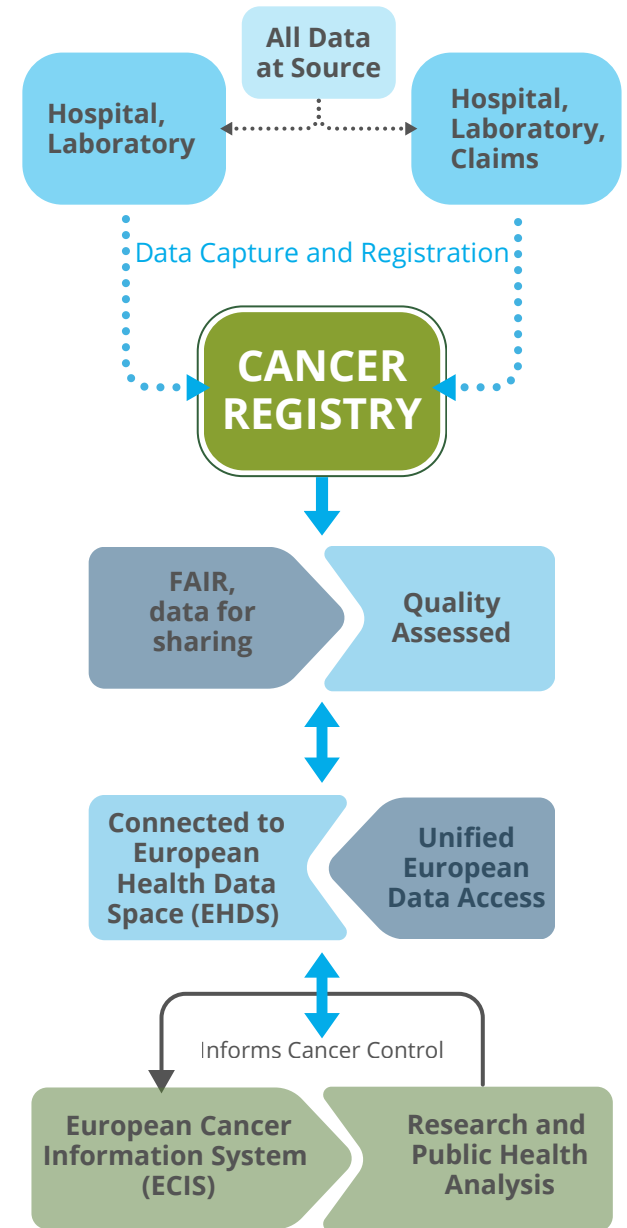 All Data
at Source
Hospital,
Laboratory
Hospital,
Laboratory,
Claims
Data Capture and Registration
CANCER
REGISTRY
FAIR,
data for
sharing
Quality
Assessed
Connected to
European
Health Data
Space (EHDS)
Unified
European
Data Access
Informs Cancer Control
European Cancer
Information System
(ECIS)
Research and
Public Health
Analysis